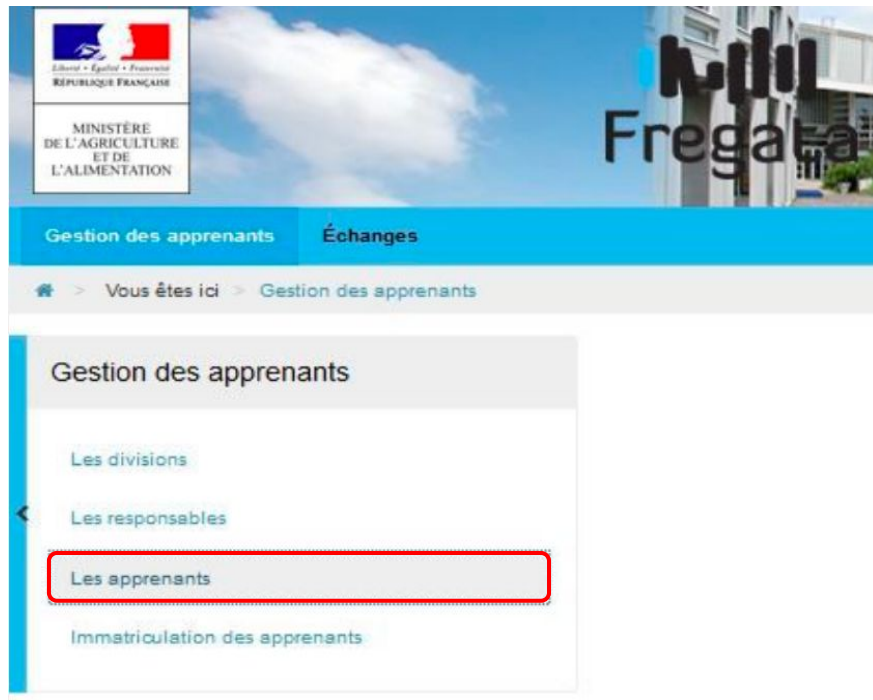 Liberté • Égalité • Fraternité
RÉPUBLIQUE FRANÇAISE
MINISTÈRE
DE L'AGRICULTURE
ET DE
L'ALIMENTATION
Fregata
Gestion des apprenants Échanges
> Vous êtes ici > Gestion des apprenants
Gestion des apprenants
Les divisions
Les responsables
Les apprenants
Immatriculation des apprenants